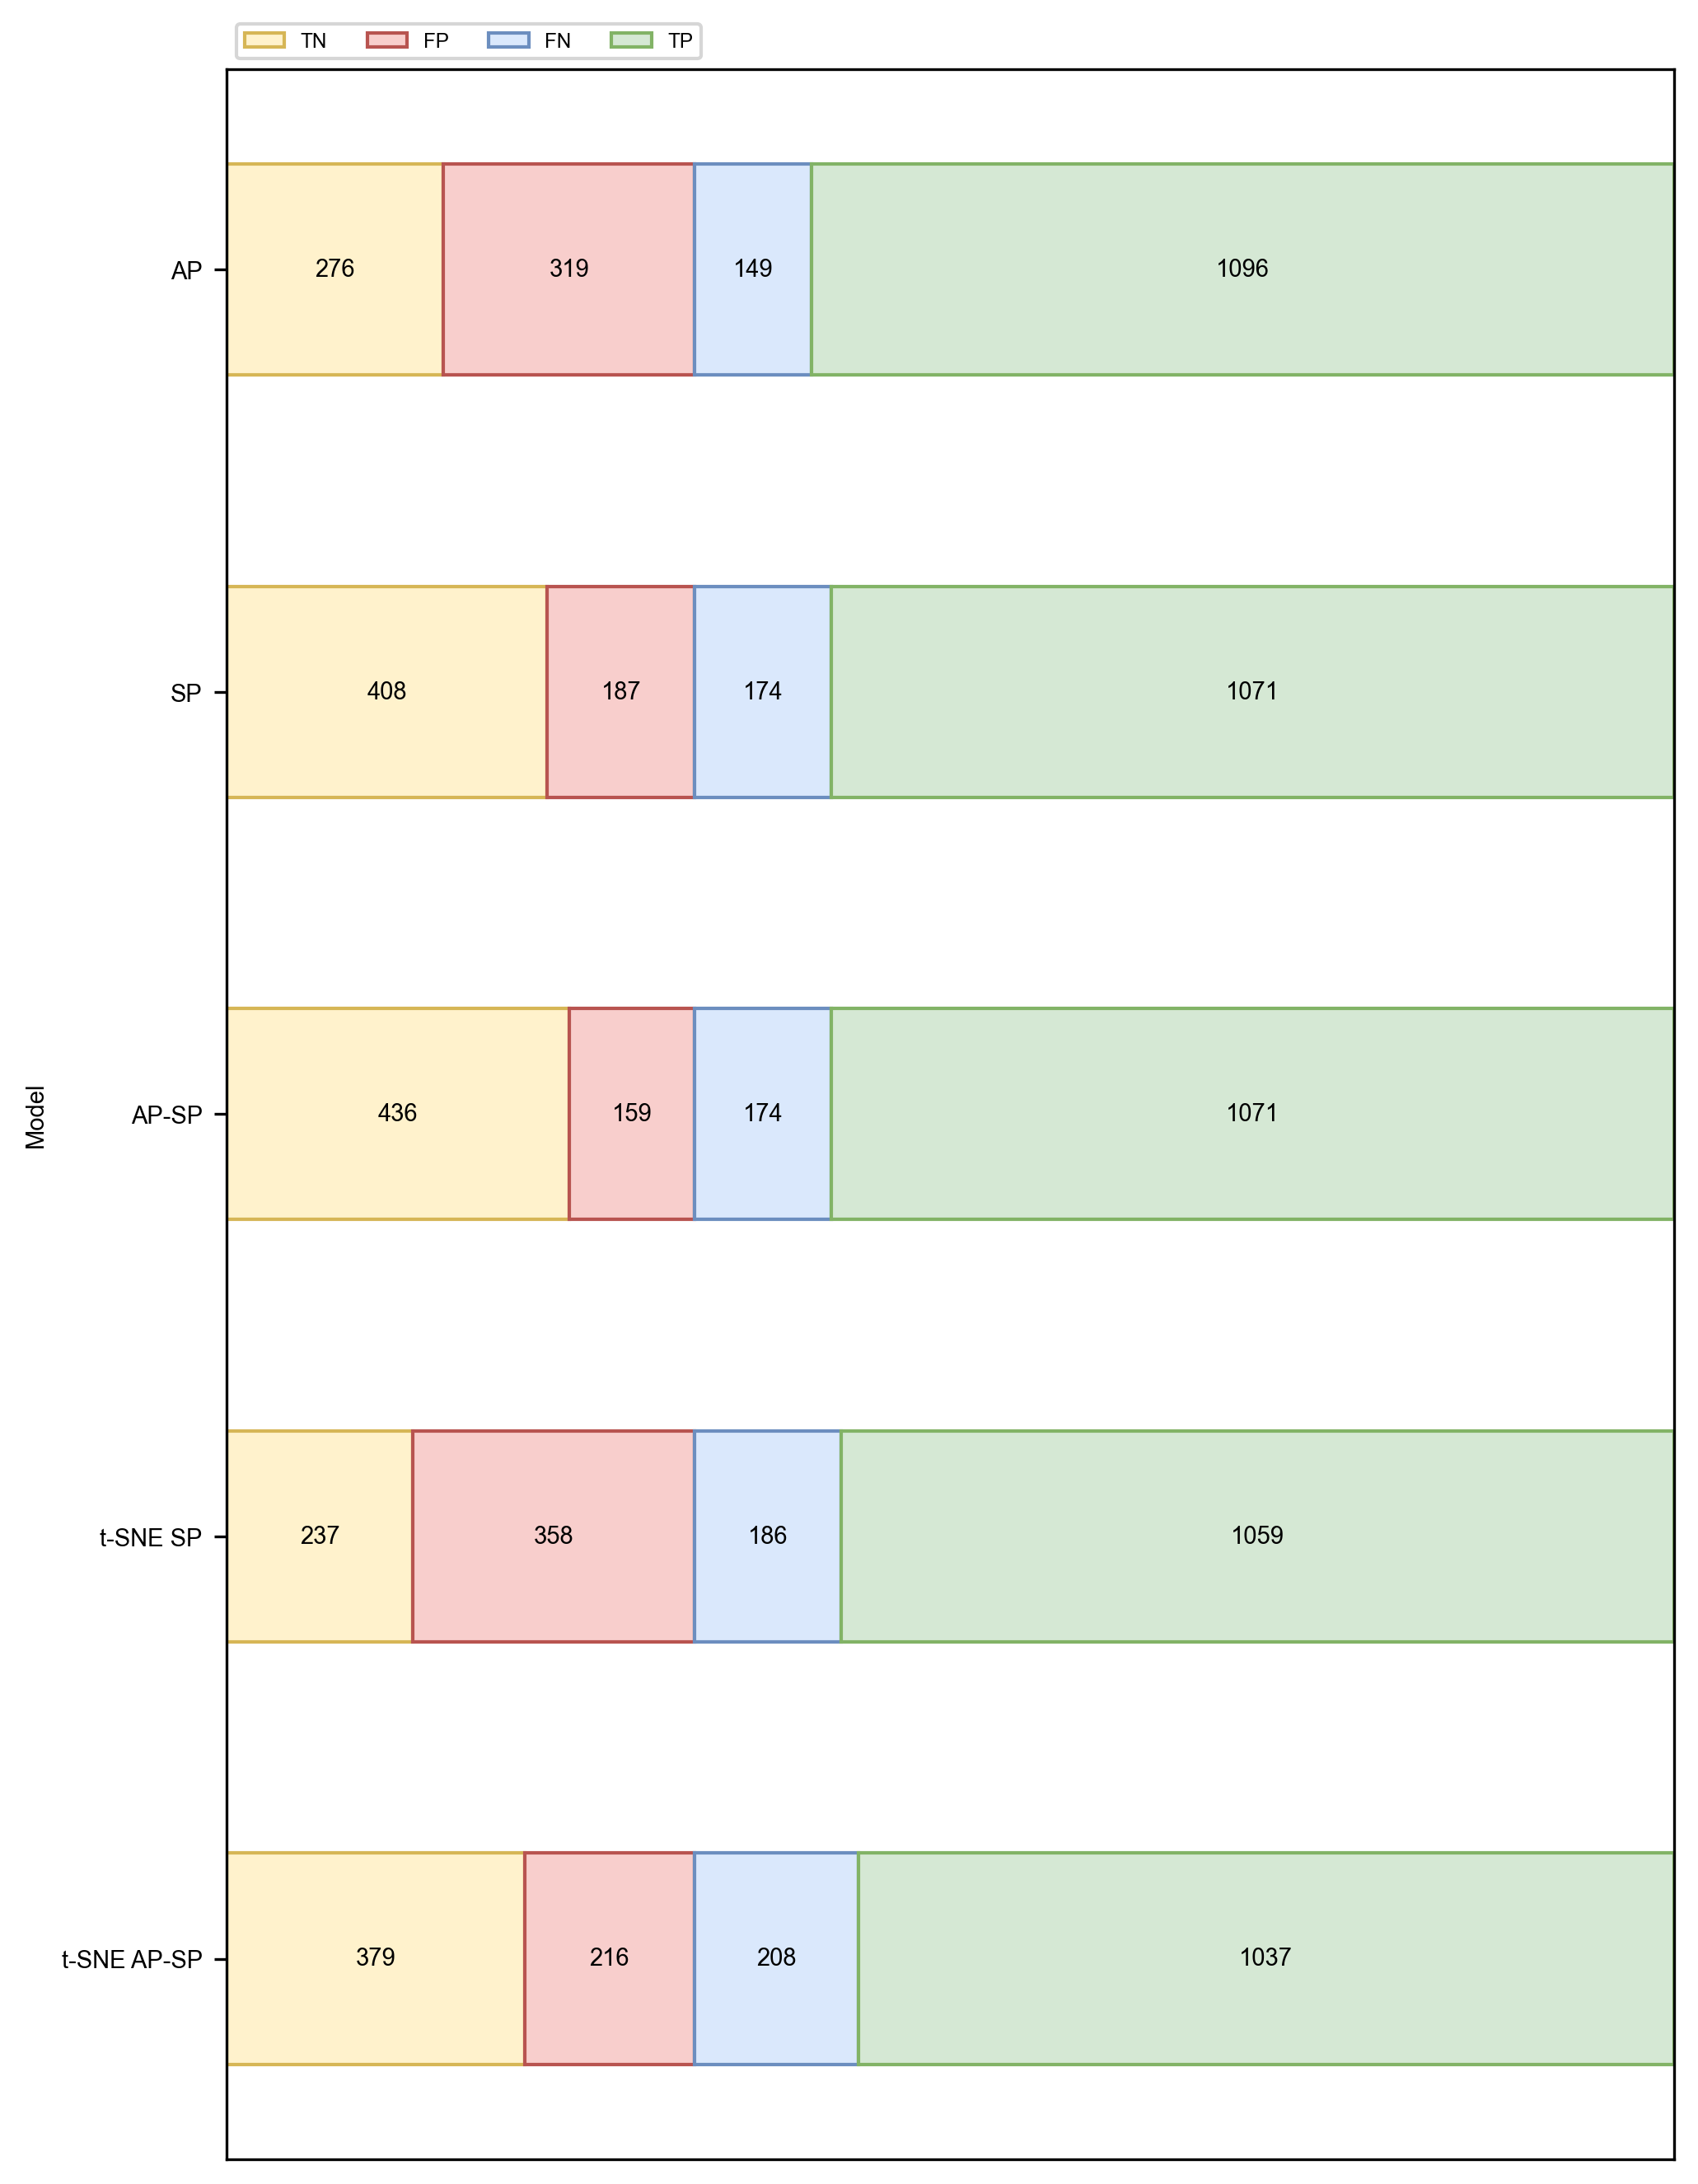 TN FP FN TP
AP 276 319 149 1096
SP 408 187 174 1071
AP-SP 436 159 174 1071
Model
t-SNE SP 237 358 186 1059
t-SNE AP-SP 379 216 208 1037